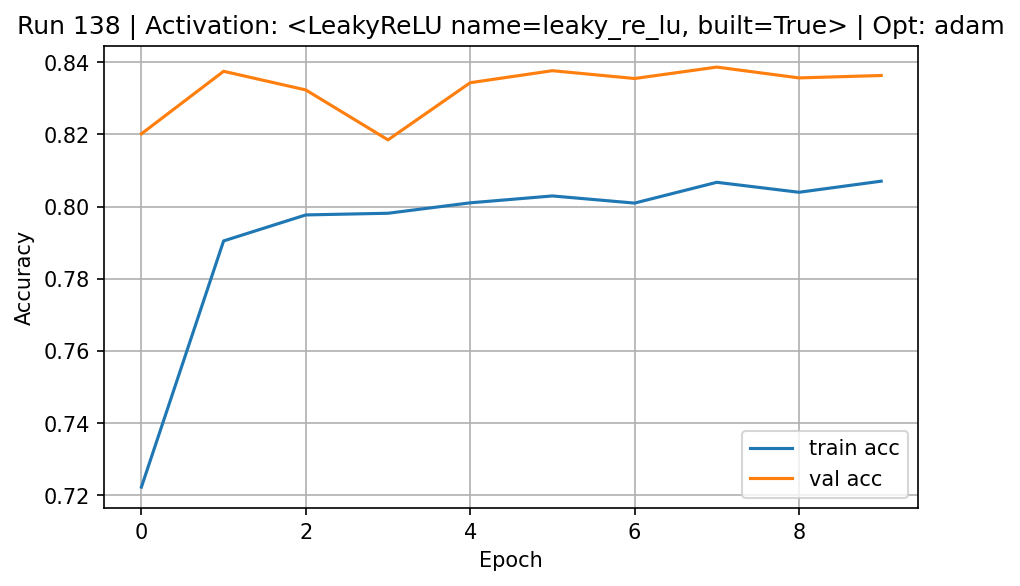 Run 138 | Activation: <LeakyReLU name=leaky_re_lu, built=True> | Opt: adam
0.84
0.82
0.80
0.78
0.76
0.74
0.72
Accuracy
train acc
val acc
0 2 4 6 8
Epoch